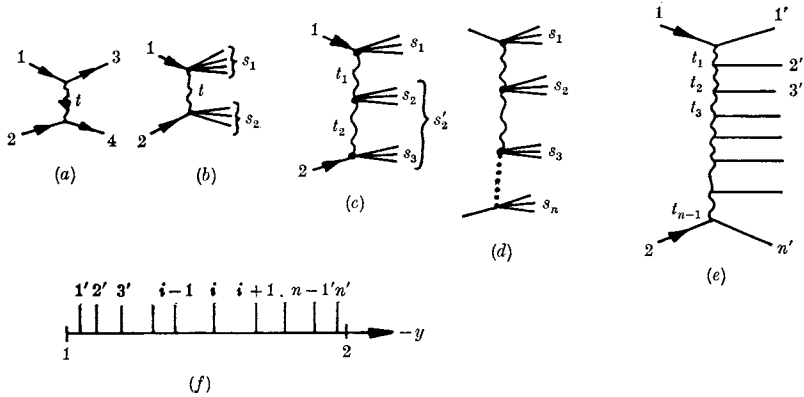 1 3
t
2 4
(a)
1
s₁
t
s₂
2
(b)
1
s₁
t₁
s₂
s₂′
t₂
s₃
2
(c)
s₁
s₂
s₃
sₙ
(d)
1 1′
t₁
2′
t₂
3′
t₃
tₙ₋₁
2
n′
(e)
1′ 2′ 3′ i−1 i i+1 . n−1′ n′
−y
1 2
(f)